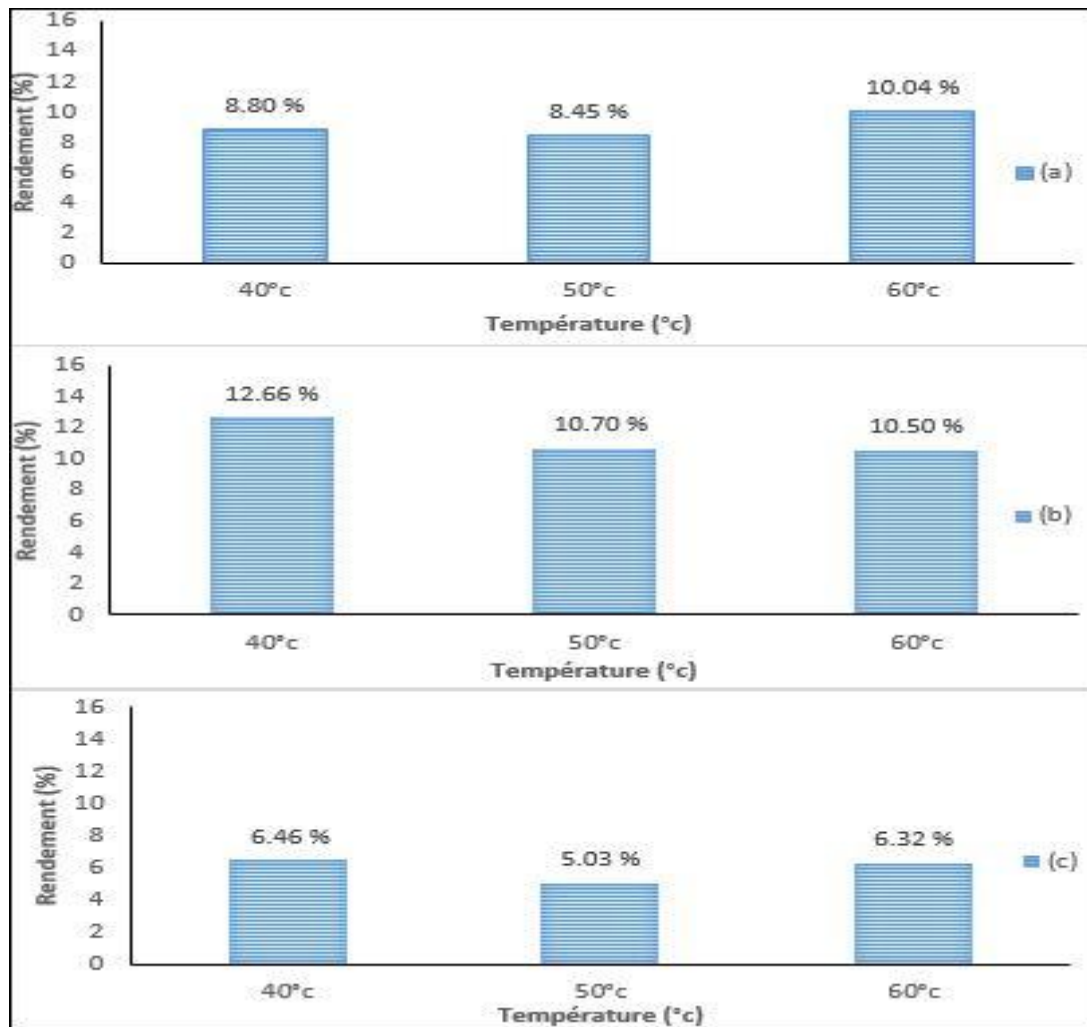 16
14
12
10
8
6
4
2
0
Rendement (%)
8.80 %
8.45 %
10.04 %
(a)
40°c
50°c
60°c
Température (°c)
16
14
12
10
8
6
4
2
0
Rendement (%)
12.66 %
10.70 %
10.50 %
(b)
40°c
50°c
60°c
Température (°c)
16
14
12
10
8
6
4
2
0
Rendement (%)
6.46 %
5.03 %
6.32 %
(c)
40°c
50°c
60°c
Température (°c)